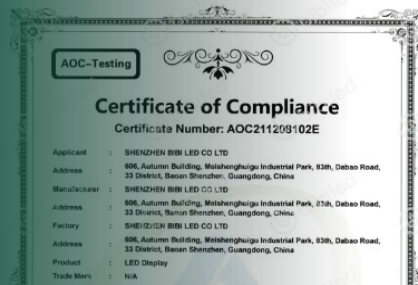 AOC-Testing
Certificate of Compliance
Certificate Number: AOC211208102E
Applicant : SHENZHEN BIBI LED CO LTD
Address : 606, Autumn Building, Meishenghuigu Industrial Park, 83th, Dabao Road,
33 District, Baoan Shenzhen, Guangdong, China
Manufacturer : SHENZHEN BIBI LED CO LTD
Address : 606, Autumn Building, Meishenghuigu Industrial Park, 83th, Dabao Road,
33 District, Baoan Shenzhen, Guangdong, China
Factory : SHENZHEN BIBI LED CO LTD
Address : 606, Autumn Building, Meishenghuigu Industrial Park, 83th, Dabao Road,
33 District, Baoan Shenzhen, Guangdong, China
Product : LED Display
Trade Mark : N/A